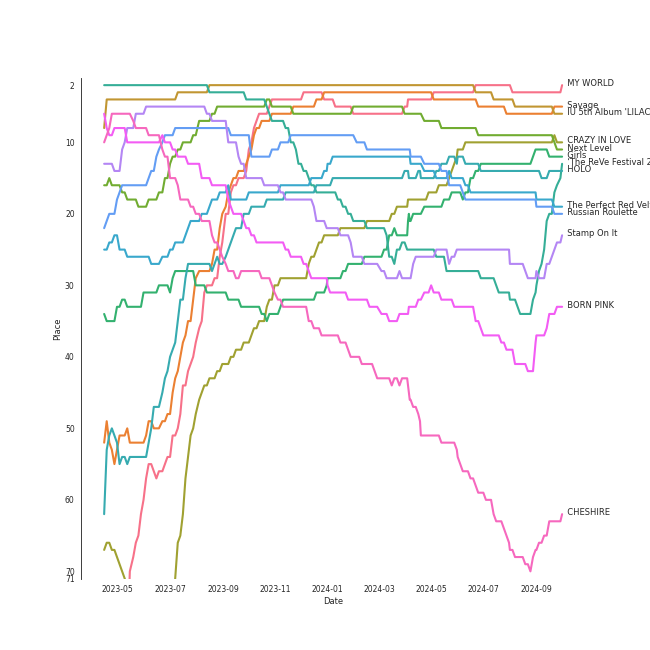 2
MY WORLD
Savage
IU 5th Album 'LILAC
10
CRAZY IN LOVE
Next Level
Girls
'The ReVe Festival 2
HOLO
The Perfect Red Vel
20
Russian Roulette
Stamp On It
30
BORN PINK
Place
40
50
60
CHESHIRE
70
71
2023-05
2023-07
2023-09
2023-11
2024-01
2024-03
2024-05
2024-07
2024-09
Date